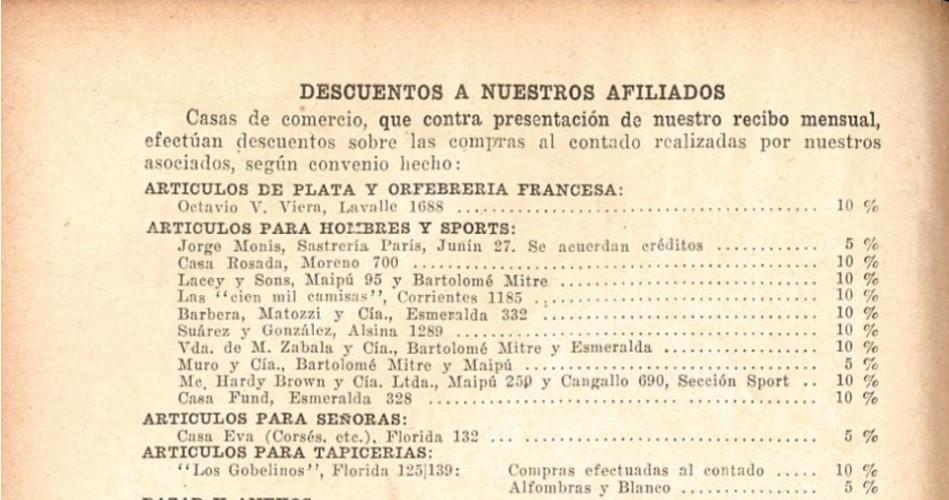 DESCUENTOS A NUESTROS AFILIADOS
Casas de comercio, que contra presentación de nuestro recibo mensual,
efectúan descuentos sobre las compras al contado realizadas por nuestros
asociados, según convenio hecho:
ARTICULOS DE PLATA Y ORFEBRERIA FRANCESA:
Octavio V. Viera, Lavalle 1688 ........................................ 10 %
ARTICULOS PARA HOMBRES Y SPORTS:
Jorge Monis, Sastrería París, Junín 27. Se acuerdan créditos ........... 5 %
Casa Rosada, Moreno 700 ............................................. 10 %
Lacey y Sons, Maipú 95 y Bartolomé Mitre ............................ 10 %
Las "cien mil camisas", Corrientes 1185 .............................. 10 %
Barbera, Matozzi y Cía., Esmeralda 332 .............................. 10 %
Suárez y González, Alsina 1289 ........................................ 10 %
Vda. de M. Zabala y Cía., Bartolomé Mitre y Esmeralda ................. 10 %
Muro y Cía., Bartolomé Mitre y Maipú ................................ 5 %
Mc. Hardy Brown y Cía. Ltda., Maipú 250 y Cangallo 690, Sección Sport .. 10 %
Casa Fund, Esmeralda 328 ........................................... 10 %
ARTICULOS PARA SEÑORAS:
Casa Eva (Corsés, etc.), Florida 132 ... ................................ 5 %
ARTICULOS PARA TAPICERIAS:
"Los Gobelinos", Florida 125|139: Compras efectuadas al contado ..... 10 %
Alfombras y Blanco ................ 5 %